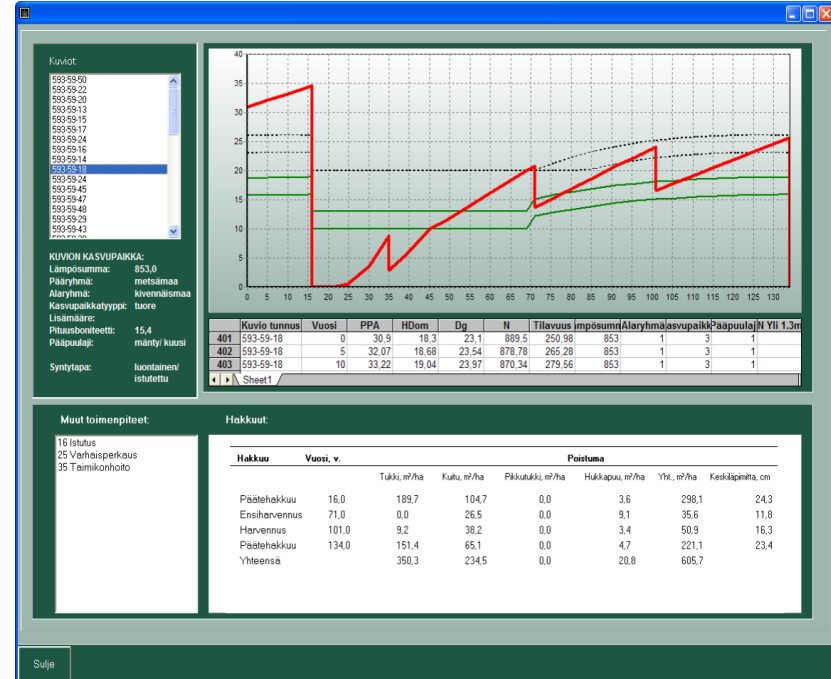 Kuviot
593-59-50
593-59-22
593-59-20
593-59-13
593-59-15
593-59-17
593-59-24
593-59-16
593-59-14
593-59-18
593-59-24
593-59-45
593-59-47
593-59-48
593-59-29
593-59-43
KUVION KASVUPAIKKA:
Lämpösumma: 853,0
Pääryhmä: metsämaa
Alaryhmä: kivennäismaa
Kasvupaikkatyyppi: tuore
Lisämääre:
Pituusboniteetti: 15,4
Pääpuulaji: mänty/ kuusi
Syntytapa: luontainen/
istutettu
40
35
30
25
20
15
10
5
0
0 5 10 15 20 25 30 35 40 45 50 55 60 65 70 75 80 85 90 95 100 105 110 115 120 125 130
Kuvio tunnus Vuosi PPA HDom Dg N Tilavuus mpösumn Alaryhmä asvupaikk Pääpuulaj N Yli 1.3m
401 593-59-18 0 30,9 18,3 23,1 889,5 250,98 853 1 3 1
402 593-59-18 5 32,07 18,68 23,54 878,78 265,28 853 1 3 1
403 593-59-18 10 33,22 19,04 23,97 870,34 279,56 853 1 3 1
Sheet1
Muut toimenpiteet:
16 Istutus
25 Varhaisperkaus
35 Taimikonhoito
Hakkuut:
Hakkuu Vuosi, v. Poistuma
Tukki, m³/ha Kuitu, m³/ha Pikkutukki, m³/ha Hukkapuu, m³/ha Yht., m³/ha Keskiläpimitta, cm
Päätehakkuu 16,0 189,7 104,7 0,0 3,6 298,1 24,3
Ensiharvennus 71,0 0,0 26,5 0,0 9,1 35,6 11,8
Harvennus 101,0 9,2 38,2 0,0 3,4 50,9 16,3
Päätehakkuu 134,0 151,4 65,1 0,0 4,7 221,1 23,4
Yhteensä 350,3 234,5 0,0 20,8 605,7
Sulje